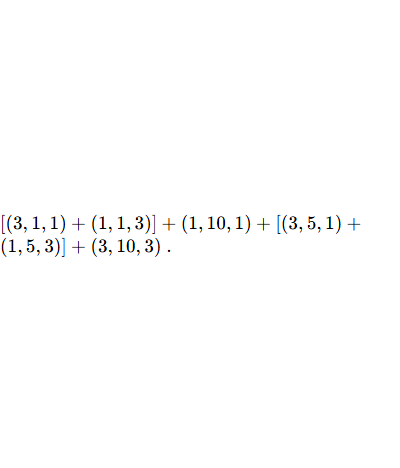 [(3, 1, 1) + (1, 1, 3)] + (1, 10, 1) + [(3, 5, 1) +
(1, 5, 3)] + (3, 10, 3) .